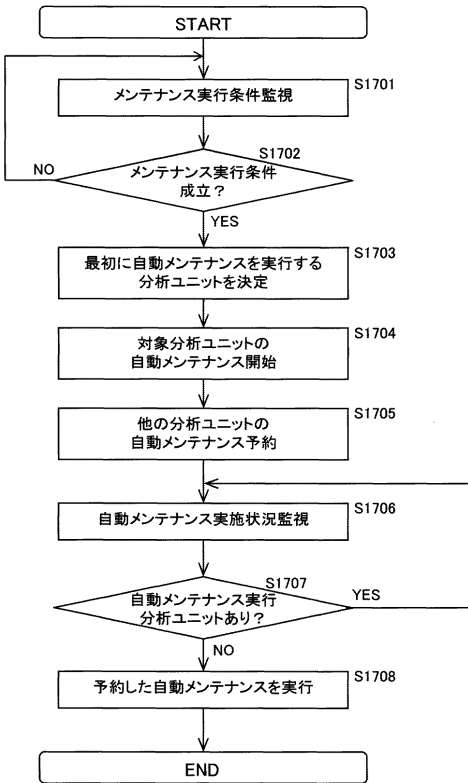 START
メンテナンス実行条件監視
S1701
S1702
メンテナンス実行条件
成立？
NO
YES
S1703
最初に自動メンテナンスを実行する
分析ユニットを決定
S1704
対象分析ユニットの
自動メンテナンス開始
S1705
他の分析ユニットの
自動メンテナンス予約
自動メンテナンス実施状況監視
S1706
S1707
自動メンテナンス実行
分析ユニットあり？
YES
NO
予約した自動メンテナンスを実行
S1708
END